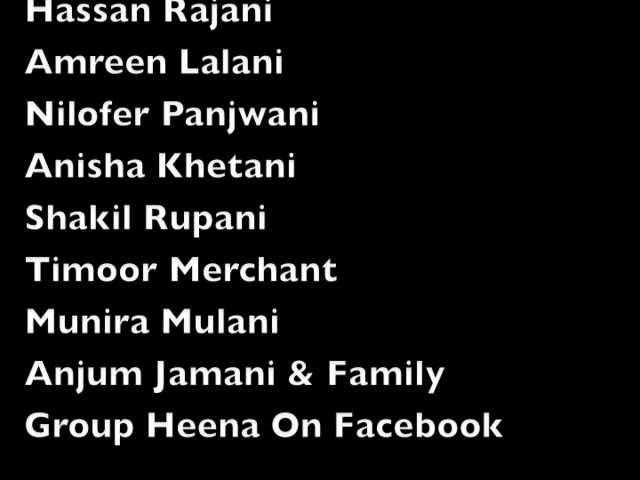 Hassan Rajani
Amreen Lalani
Nilofer Panjwani
Anisha Khetani
Shakil Rupani
Timoor Merchant
Munira Mulani
Anjum Jamani & Family
Group Heena On Facebook